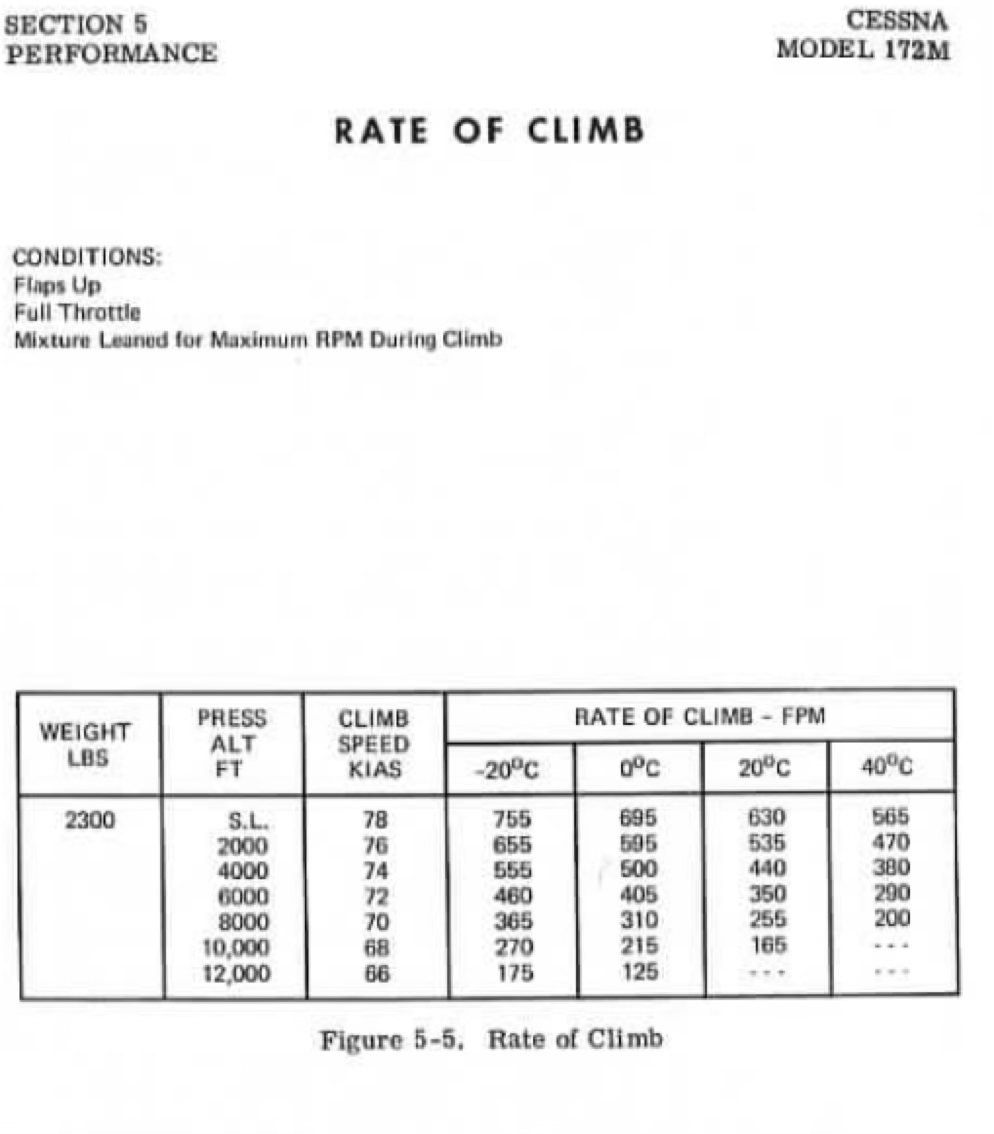 SECTION 5
PERFORMANCE
CESSNA
MODEL 172M
RATE OF CLIMB
CONDITIONS:
Flaps Up
Full Throttle
Mixture Leaned for Maximum RPM During Climb
WEIGHT LBS | PRESS ALT FT | CLIMB SPEED KIAS | RATE OF CLIMB - FPM
-20°C | 0°C | 20°C | 40°C
2300 | S.L. | 78 | 755 | 695 | 630 | 565
2000 | 76 | 655 | 595 | 535 | 470
4000 | 74 | 555 | 500 | 440 | 380
6000 | 72 | 460 | 405 | 350 | 290
8000 | 70 | 365 | 310 | 255 | 200
10,000 | 68 | 270 | 215 | 165 | - - -
12,000 | 66 | 175 | 125 | - - - | - - -
Figure 5-5. Rate of Climb